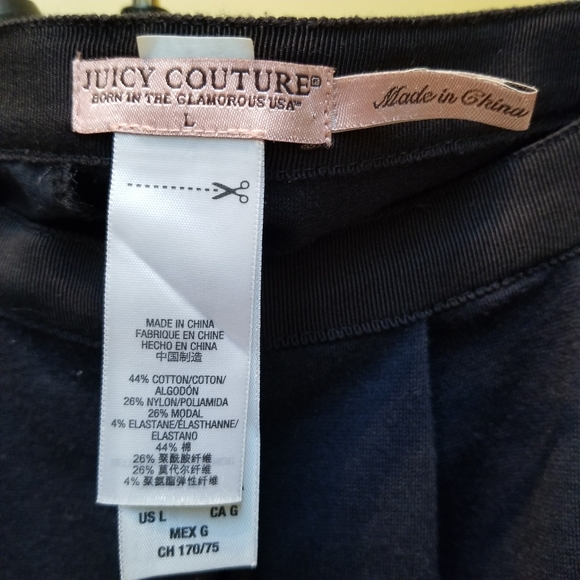 JUICY COUTURE®
BORN IN THE GLAMOROUS USA™
L
Made in China
MADE IN CHINA
FABRIQUE EN CHINE
HECHO EN CHINA
中国制造
44% COTTON/COTON/
ALGODÓN
26% NYLON/POLIAMIDA
26% MODAL
4% ELASTANE/ÉLASTHANNE/
ELASTANO
44% 棉
26% 聚酰胺纤维
26% 莫代尔纤维
4% 聚氨酯弹性纤维
US L CA G
MEX G
CH 170/75